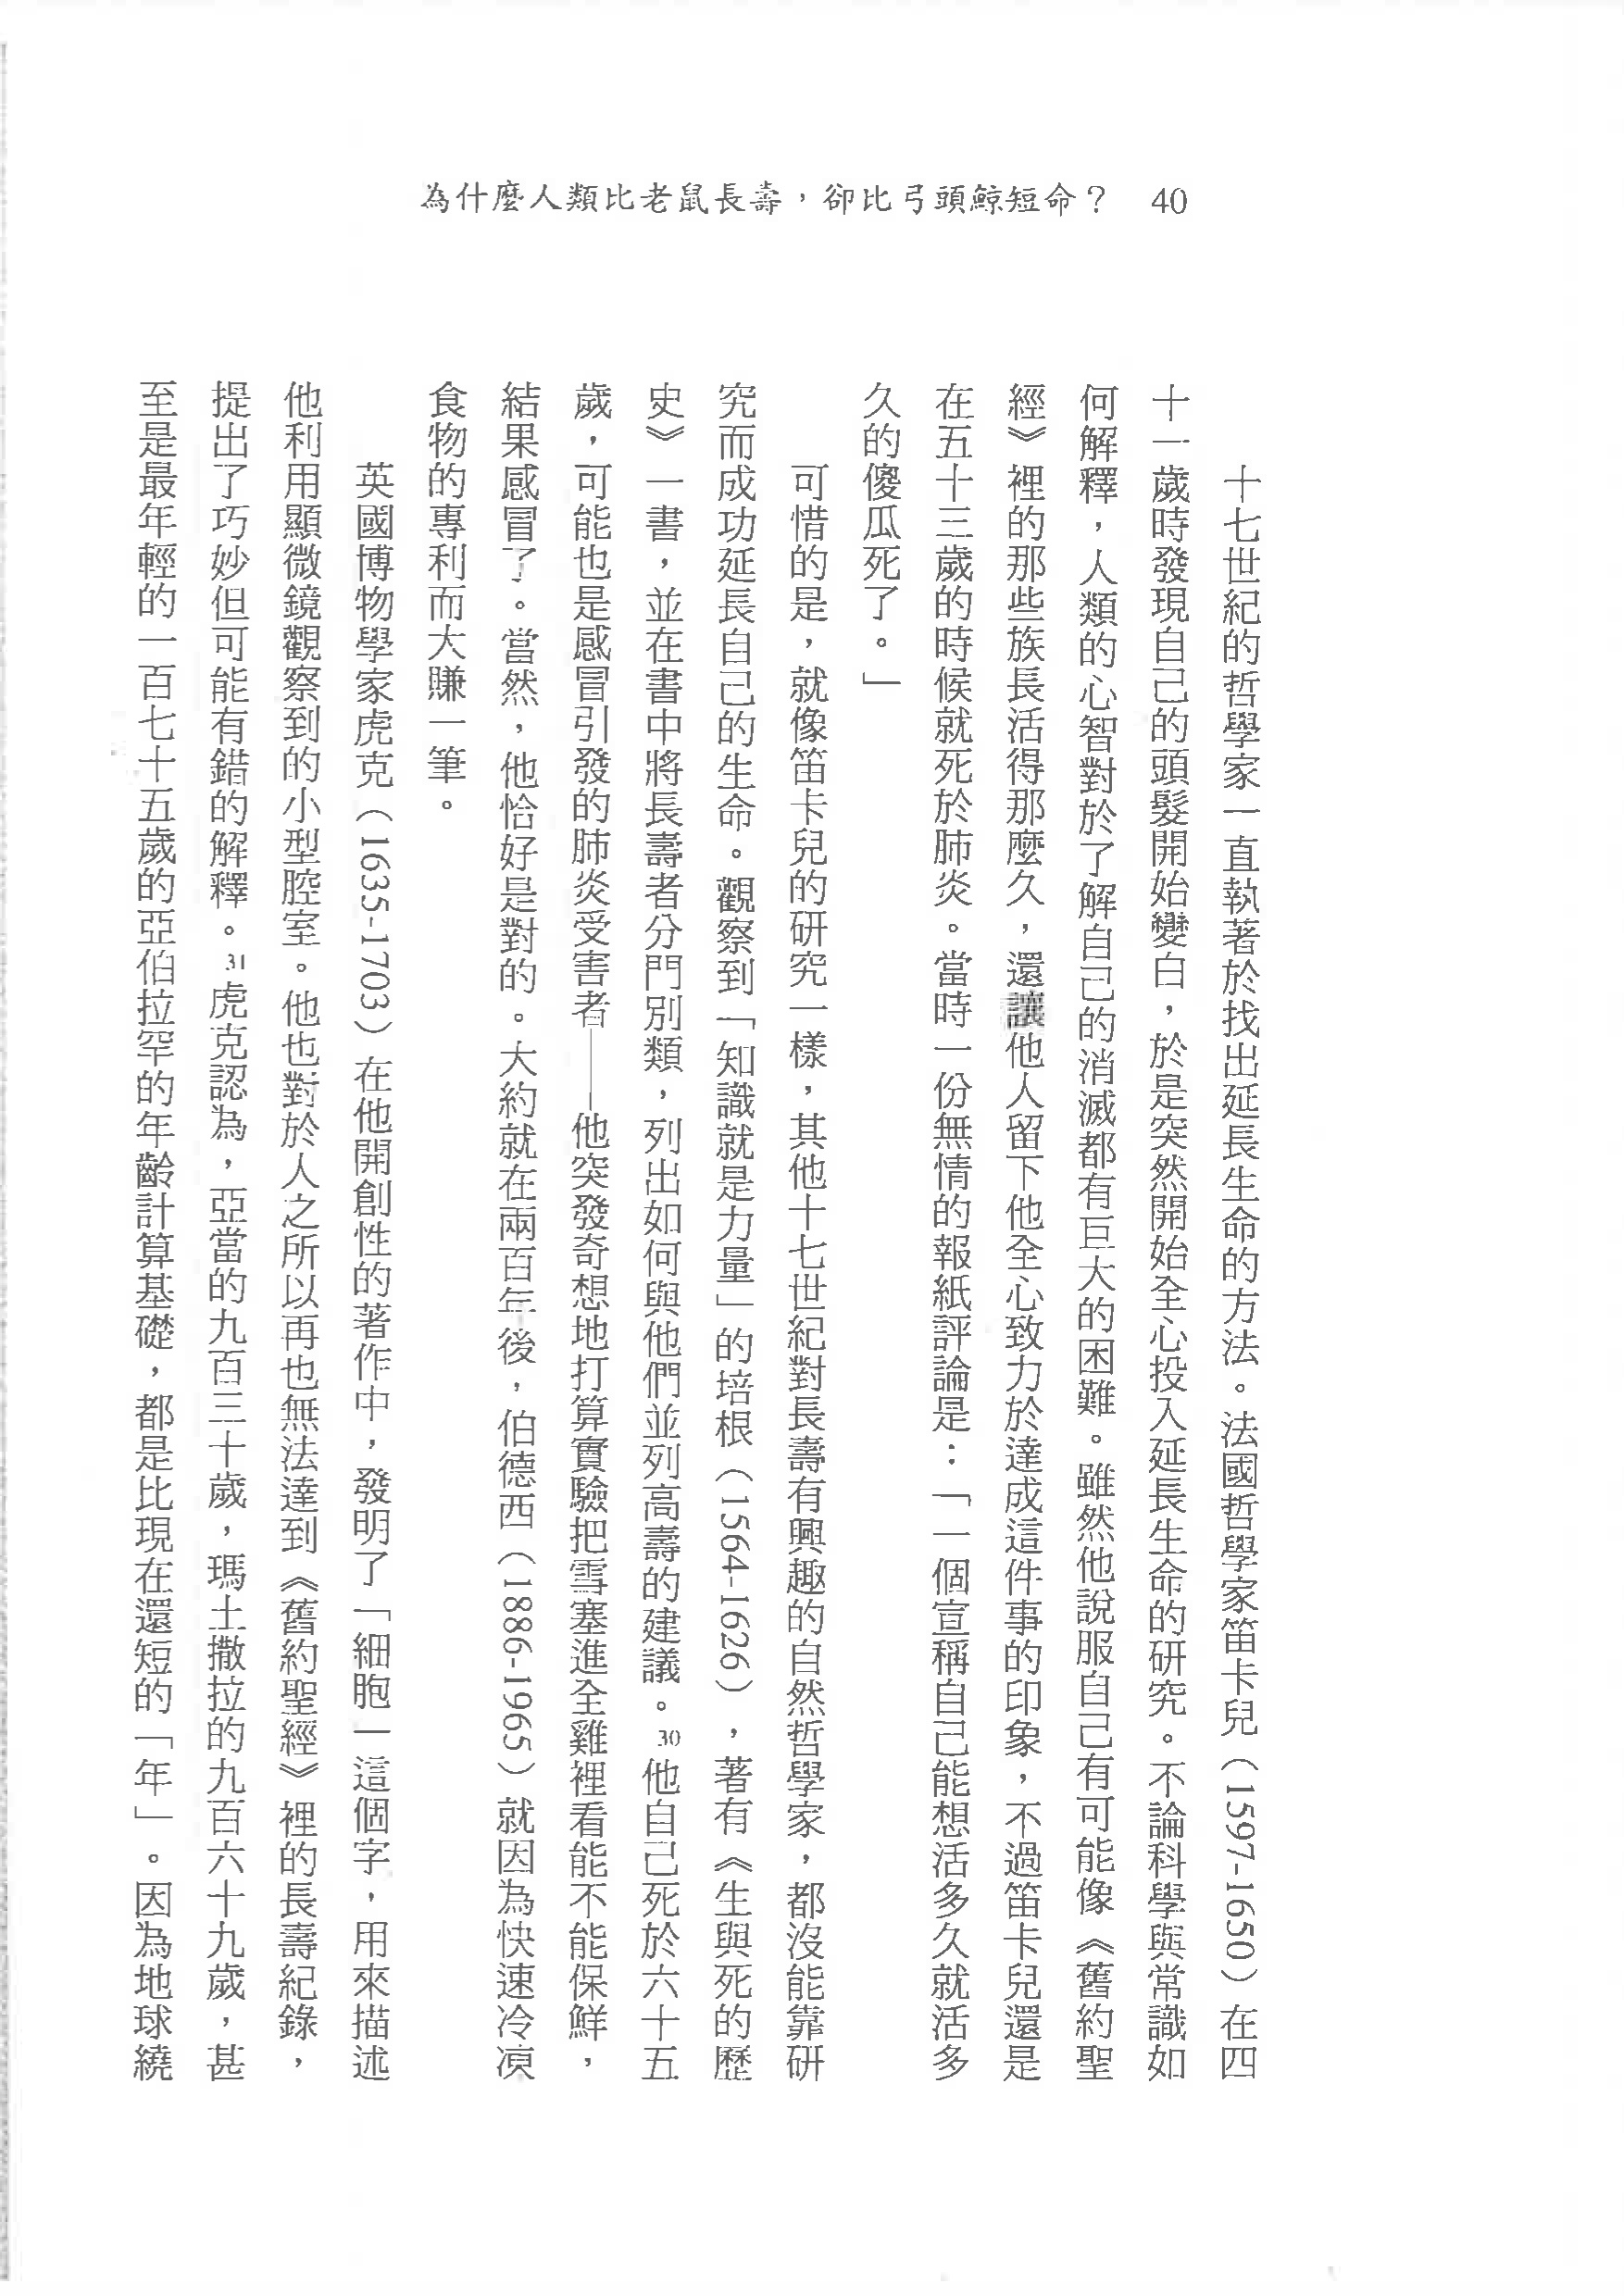 為什麼人類比老鼠長壽，卻比弓頭鯨短命？ 40
十七世紀的哲學家一直執著於找出延長生命的方法。法國哲學家笛卡兒（1597-1650）在四
十一歲時發現自己的頭髮開始變白，於是突然開始全心投入延長生命的研究。不論科學與常識如
何解釋，人類的心智對於了解自己的消滅都有巨大的困難。雖然他說服自己有可能像《舊約聖
經》裡的那些族長活得那麼久，還讓他人留下他全心致力於達成這件事的印象，不過笛卡兒還是
在五十三歲的時候就死於肺炎。當時一份無情的報紙評論是：「一個宣稱自己能想活多久就活多
久的傻瓜死了。」
可惜的是，就像笛卡兒的研究一樣，其他十七世紀對長壽有興趣的自然哲學家，都沒能靠研
究而成功延長自己的生命。觀察到「知識就是力量」的培根（1564-1626），著有《生與死的歷
史》一書，並在書中將長壽者分門別類，列出如何與他們並列高壽的建議。30他自己死於六十五
歲，可能也是感冒引發的肺炎受害者——他突發奇想地打算實驗把雪塞進全雞裡看能不能保鮮，
結果感冒了。當然，他恰好是對的。大約就在兩百年後，伯德西（1886-1965）就因為快速冷凍
食物的專利而大賺一筆。
英國博物學家虎克（1635-1703）在他開創性的著作中，發明了「細胞」這個字，用來描述
他利用顯微鏡觀察到的小型腔室。他也對於人之所以再也無法達到《舊約聖經》裡的長壽紀錄，
提出了巧妙但可能有錯的解釋。31虎克認為，亞當的九百三十歲，瑪土撒拉的九百六十九歲，甚
至是最年輕的一百七十五歲的亞伯拉罕的年齡計算基礎，都是比現在還短的「年」。因為地球繞